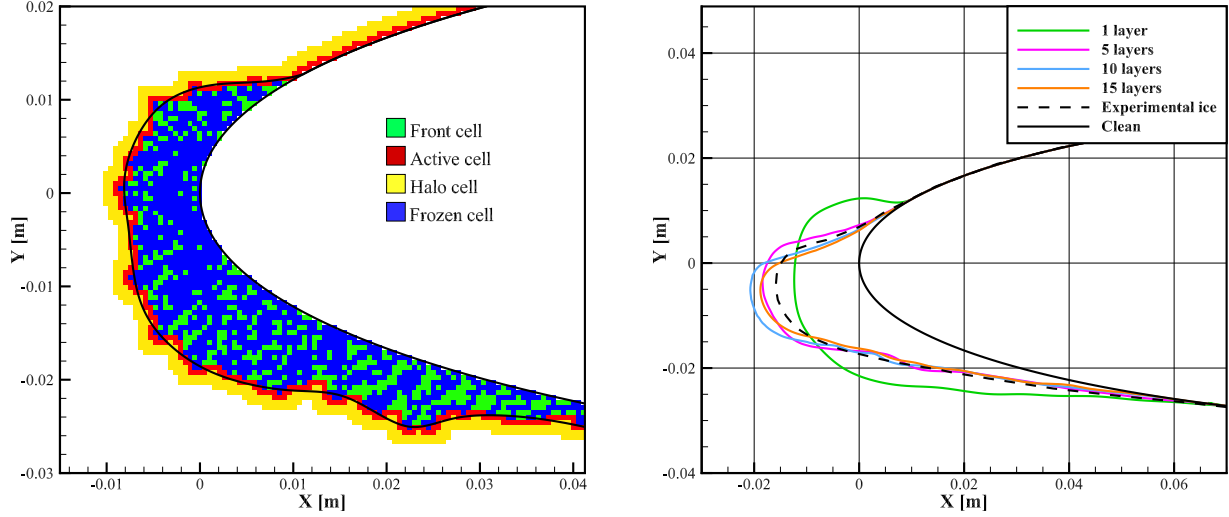 0.02
0.01
0
-0.01
-0.02
-0.03
Y [m]
-0.01
0
0.01
0.02
0.03
0.04
X [m]
Front cell
Active cell
Halo cell
Frozen cell
0.04
0.02
0
-0.02
-0.04
Y [m]
-0.02
0
0.02
0.04
0.06
X [m]
1 layer
5 layers
10 layers
15 layers
Experimental ice
Clean